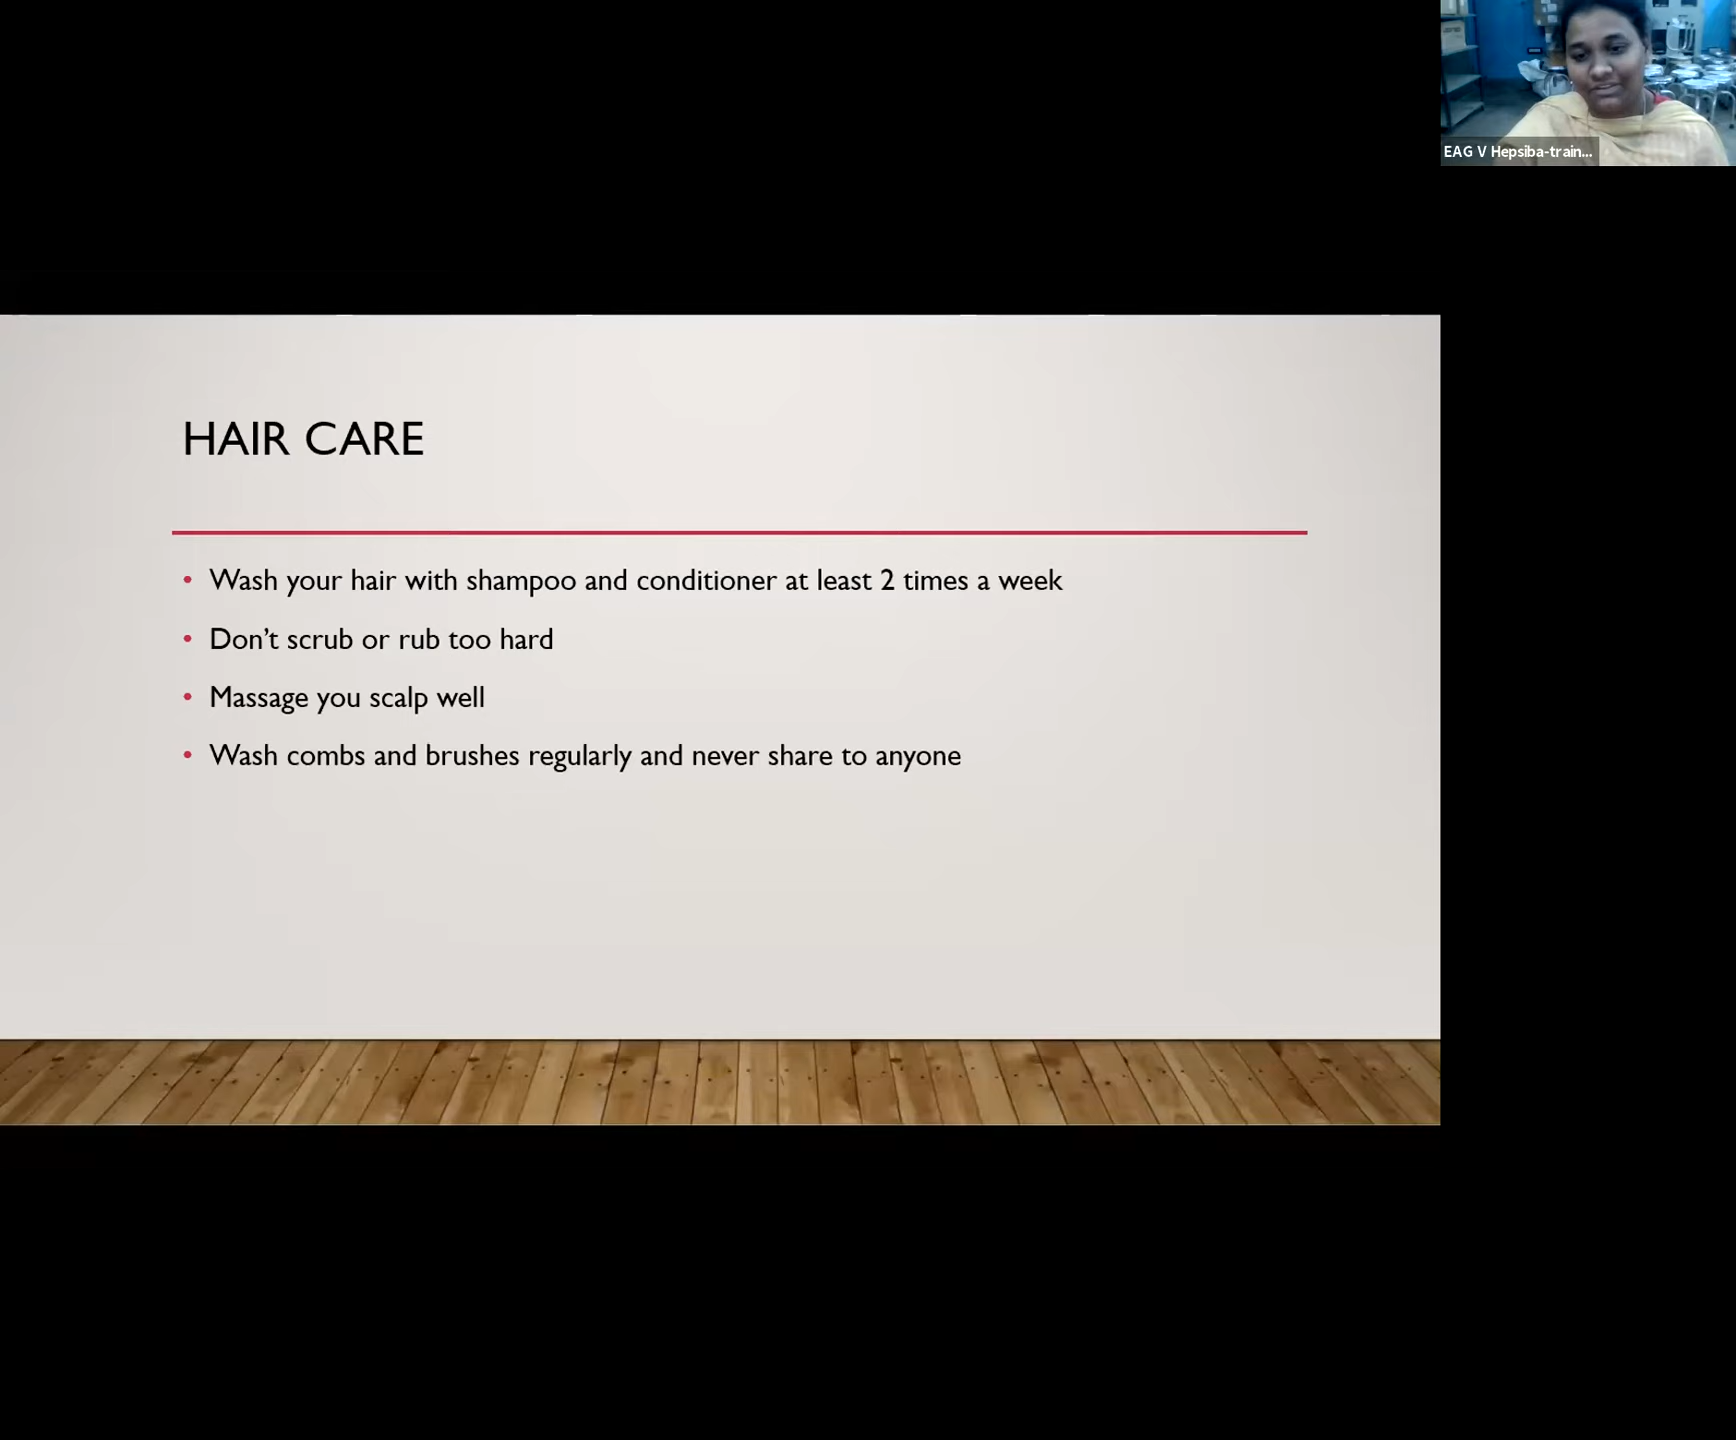 EAG V Hepsiba-train...
HAIR CARE
• Wash your hair with shampoo and conditioner at least 2 times a week
• Don't scrub or rub too hard
• Massage you scalp well
• Wash combs and brushes regularly and never share to anyone